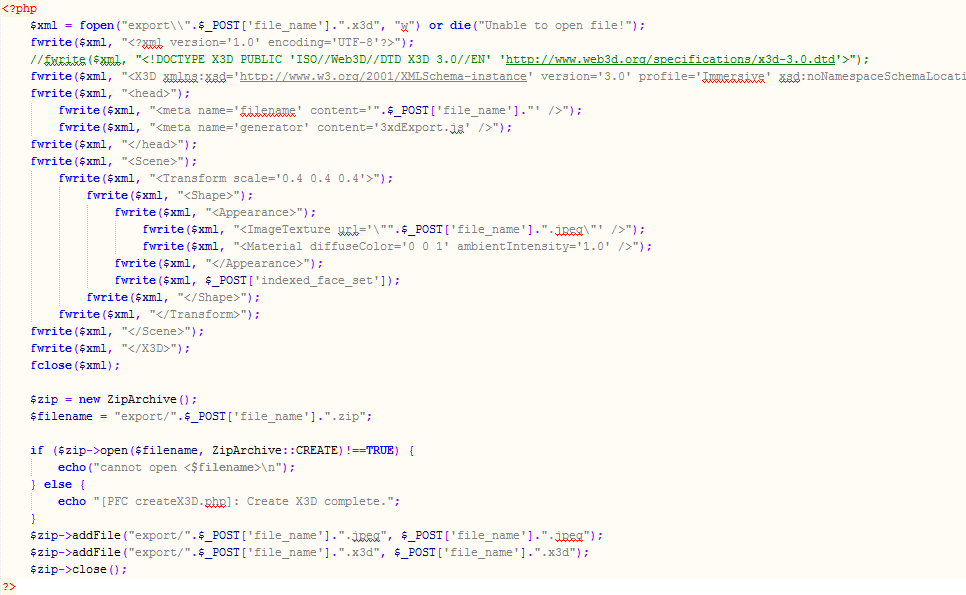 <?php
$xml = fopen("export\\".$_POST['file_name'].".x3d", "w") or die("Unable to open file!");
fwrite($xml, "<?xml version='1.0' encoding='UTF-8'?>");
//fwrite($xml, "<!DOCTYPE X3D PUBLIC 'ISO//Web3D//DTD X3D 3.0//EN' 'http://www.web3d.org/specifications/x3d-3.0.dtd'>");
fwrite($xml, "<X3D xmlns:xsd='http://www.w3.org/2001/XMLSchema-instance' version='3.0' profile='Immersive' xsd:noNamespaceSchemaLocati
fwrite($xml, "<head>");
fwrite($xml, "<meta name='filename' content='".$_POST['file_name']."' />");
fwrite($xml, "<meta name='generator' content='3xdExport.js' />");
fwrite($xml, "</head>");
fwrite($xml, "<Scene>");
fwrite($xml, "<Transform scale='0.4 0.4 0.4'>");
fwrite($xml, "<Shape>");
fwrite($xml, "<Appearance>");
fwrite($xml, "<ImageTexture url='\"".$_POST['file_name'].".jpeg\"' />");
fwrite($xml, "<Material diffuseColor='0 0 1' ambientIntensity='1.0' />");
fwrite($xml, "</Appearance>");
fwrite($xml, $_POST['indexed_face_set']);
fwrite($xml, "</Shape>");
fwrite($xml, "</Transform>");
fwrite($xml, "</Scene>");
fwrite($xml, "</X3D>");
fclose($xml);
$zip = new ZipArchive();
$filename = "export/".$_POST['file_name'].".zip";
if ($zip->open($filename, ZipArchive::CREATE)!==TRUE) {
echo("cannot open <$filename>\n");
} else {
echo "[PFC createX3D.php]: Create X3D complete.";
}
$zip->addFile("export/".$_POST['file_name'].".jpeg", $_POST['file_name'].".jpeg");
$zip->addFile("export/".$_POST['file_name'].".x3d", $_POST['file_name'].".x3d");
$zip->close();
?>